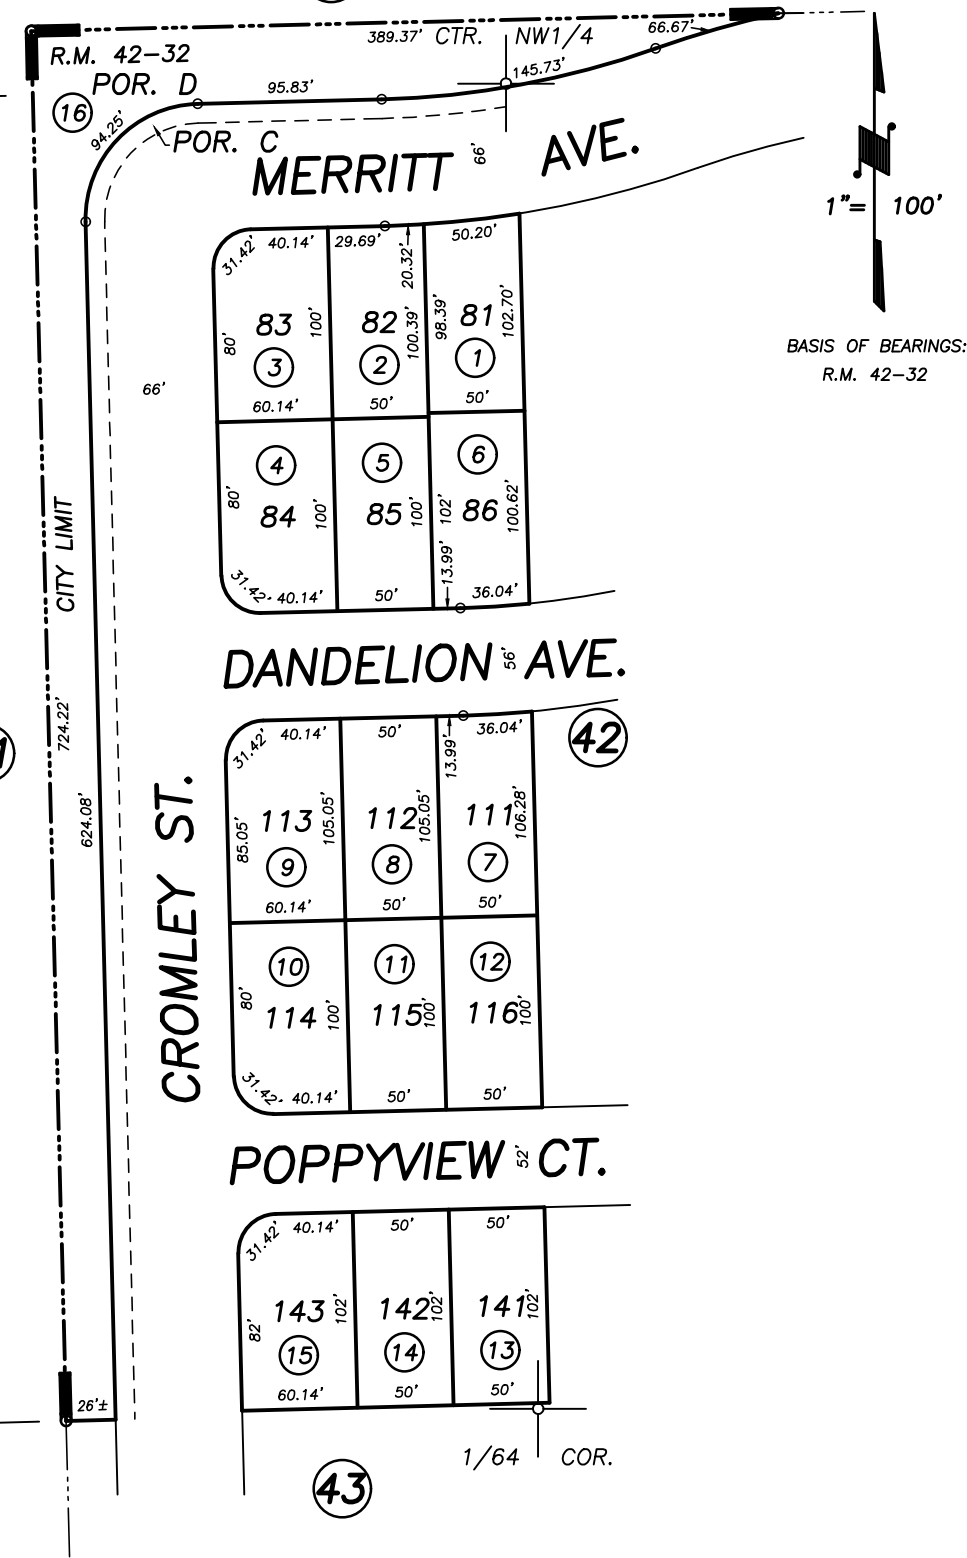 389.37' CTR. NW1/4
66.67'
R.M. 42-32
POR. D
95.83'
145.73'
16
94.25'
POR. C
MERRITT 66' AVE.
1"= 100'
BASIS OF BEARINGS:
R.M. 42-32
31.42' 40.14' 29.69' 20.32' 50.20'
83 82 81
80' 100' 100.39' 98.39' 102.70'
3 2 1
60.14' 50' 50'
66'
4 5 6
80' 100' 100' 102' 100.62'
84 85 86
31.42' 40.14' 50' 13.99' 36.04'
CITY LIMIT
724.22'
624.08'
DANDELION 56' AVE.
42
CROMLEY ST.
31.42' 40.14' 50' 13.99' 36.04'
113 112 111
85.05' 105.05' 105.05' 106.28'
9 8 7
60.14' 50' 50'
10 11 12
80' 100' 100' 100'
114 115 116
31.42' 40.14' 50' 50'
POPPYVIEW 52' CT.
31.42' 40.14' 50' 50'
143 142 141
82' 102' 102' 102'
15 14 13
60.14' 50' 50'
26'±
1/64 COR.
43